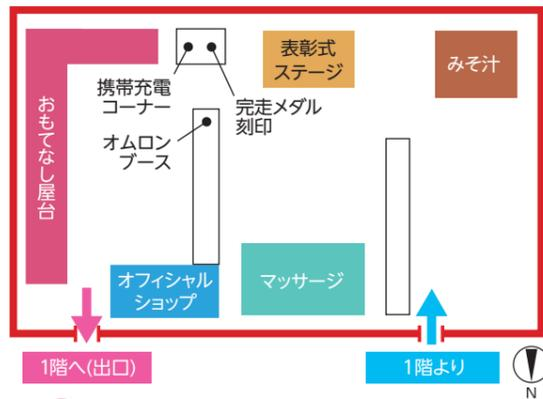 表彰式
ステージ
みそ汁
携帯充電
コーナー
完走メダル
刻印
おもてなし屋台
オムロン
ブース
オフィシャル
ショップ
マッサージ
1階へ(出口)
1階より
N